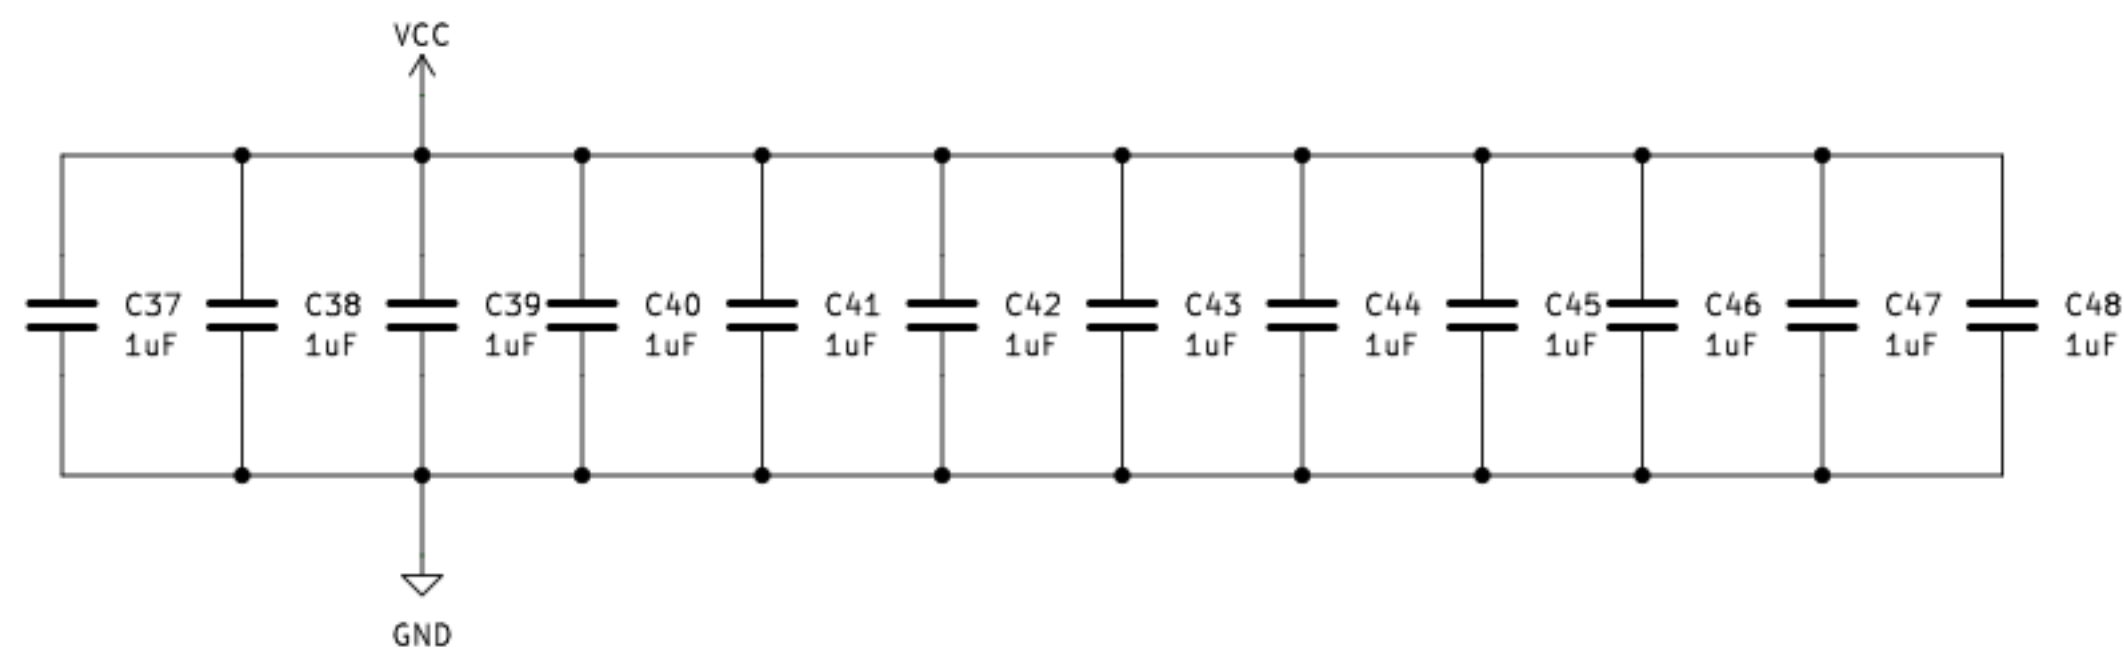 VCC
C37 C38 C39 C40 C41 C42 C43 C44 C45 C46 C47 C48
1uF 1uF 1uF 1uF 1uF 1uF 1uF 1uF 1uF 1uF 1uF 1uF
GND